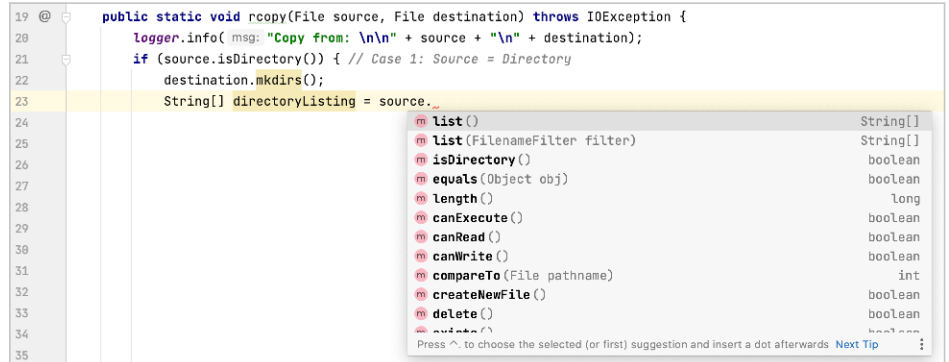 19 @ public static void rcopy(File source, File destination) throws IOException {
20 logger.info( msg: "Copy from: \n\n" + source + "\n" + destination);
21 if (source.isDirectory()) { // Case 1: Source = Directory
22 destination.mkdirs();
23 String[] directoryListing = source.
24 list() String[]
25 list(FilenameFilter filter) String[]
26 isDirectory() boolean
27 equals(Object obj) boolean
28 length() long
29 canExecute() boolean
30 canRead() boolean
canWrite() boolean
31 compareTo(File pathname) int
32 createNewFile() boolean
33 delete() boolean
34 exists() boolean
35 Press ^. to choose the selected (or first) suggestion and insert a dot afterwards Next Tip